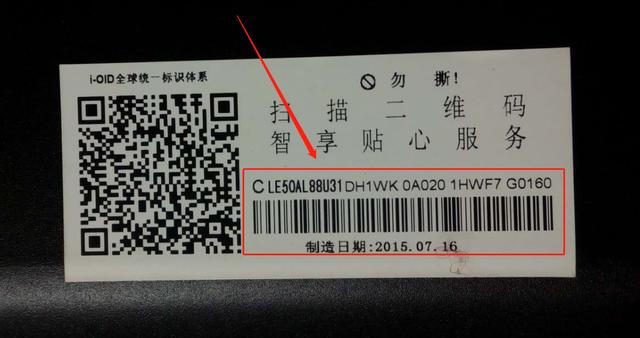 i-OID全球统一标识体系
勿 撕!
扫描二维码
智享贴心服务
C LE50AL88U31 DH1WK 0A020 1HWF7 G0160
制造日期:2015.07.16